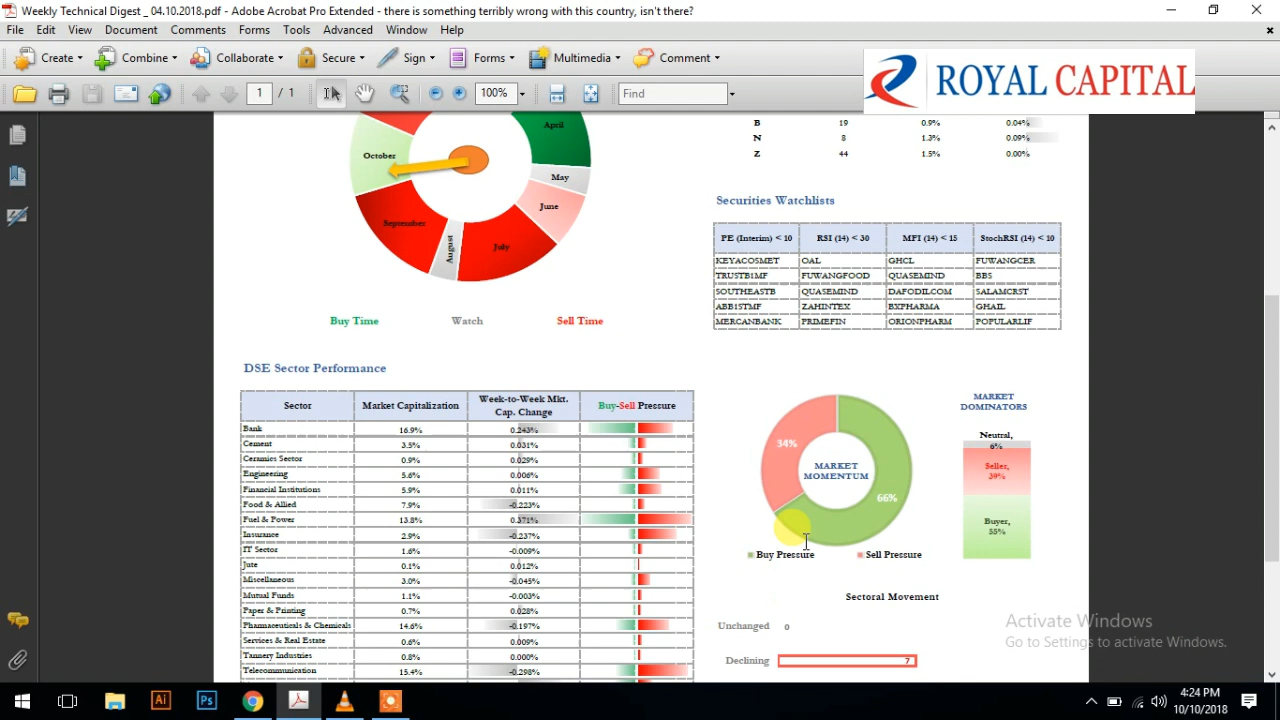 Weekly Technical Digest _ 04.10.2018.pdf - Adobe Acrobat Pro Extended - there is something terribly wrong with this country, isn't there?
File Edit View Document Comments Forms Tools Advanced Window Help
Create Combine Collaborate Secure Sign Forms Multimedia Comment
ROYAL CAPITAL
1 / 1 100% Find
April
October
May
June
September
August
July
Buy Time Watch Sell Time
B 19 0.9% 0.04%
N 8 1.3% 0.09%
Z 44 1.5% 0.00%
Securities Watchlists
PE (Interim) < 10 RSI (14) < 30 MFI (14) < 15 StochRSI (14) < 10
KEYACOSMET OAL GHCL FUWANGCER
TRUSTB1MF FUWANGFOOD QUASEMIND BBS
SOUTHEASTB QUASEMIND DAFODILCOM SALAMCRST
ABB1STMF ZAHINTEX BXPHARMA GHAIL
MERCANBANK PRIMEFIN ORIONPHARM POPULARLIF
DSE Sector Performance
Sector Market Capitalization Week-to-Week Mkt. Cap. Change Buy-Sell Pressure
Bank 16.9% 0.243%
Cement 3.5% 0.031%
Ceramics Sector 0.9% 0.029%
Engineering 5.6% 0.006%
Financial Institutions 5.9% 0.011%
Food & Allied 7.9% -0.223%
Fuel & Power 13.8% 0.371%
Insurance 2.9% -0.237%
IT Sector 1.6% -0.009%
Jute 0.1% 0.012%
Miscellaneous 3.0% -0.045%
Mutual Funds 1.1% -0.003%
Paper & Printing 0.7% 0.028%
Pharmaceuticals & Chemicals 14.6% -0.197%
Services & Real Estate 0.6% 0.009%
Tannery Industries 0.8% 0.000%
Telecommunication 15.4% -0.298%
34%
MARKET
MOMENTUM
66%
Buy Pressure Sell Pressure
MARKET
DOMINATORS
Neutral,
6%
Seller,
39%
Buyer,
55%
Sectoral Movement
Unchanged 0
Declining 7
Activate Windows
Go to Settings to activate Windows.
Ai Ps
4:24 PM
10/10/2018